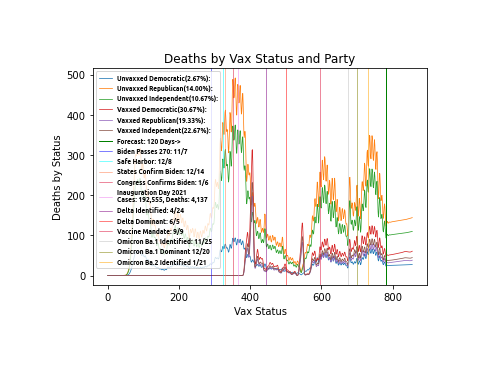 Deaths by Vax Status and Party
Deaths by Status
500
400
300
200
100
0
Unvaxxed Democratic(2.67%):
Unvaxxed Republican(14.00%):
Unvaxxed Independent(10.67%):
Vaxxed Democratic(30.67%):
Vaxxed Republican(19.33%):
Vaxxed Independent(22.67%):
Forecast: 120 Days->
Biden Passes 270: 11/7
Safe Harbor: 12/8
States Confirm Biden: 12/14
Congress Confirms Biden: 1/6
Inauguration Day 2021
Cases: 192,555, Deaths: 4,137
Delta Identified: 4/24
Delta Dominant: 6/5
Vaccine Mandate: 9/9
Omicron Ba.1 Identified: 11/25
Omicron Ba.1 Dominant 12/20
Omicron Ba.2 Identified 1/21
0 200 400 600 800
Vax Status